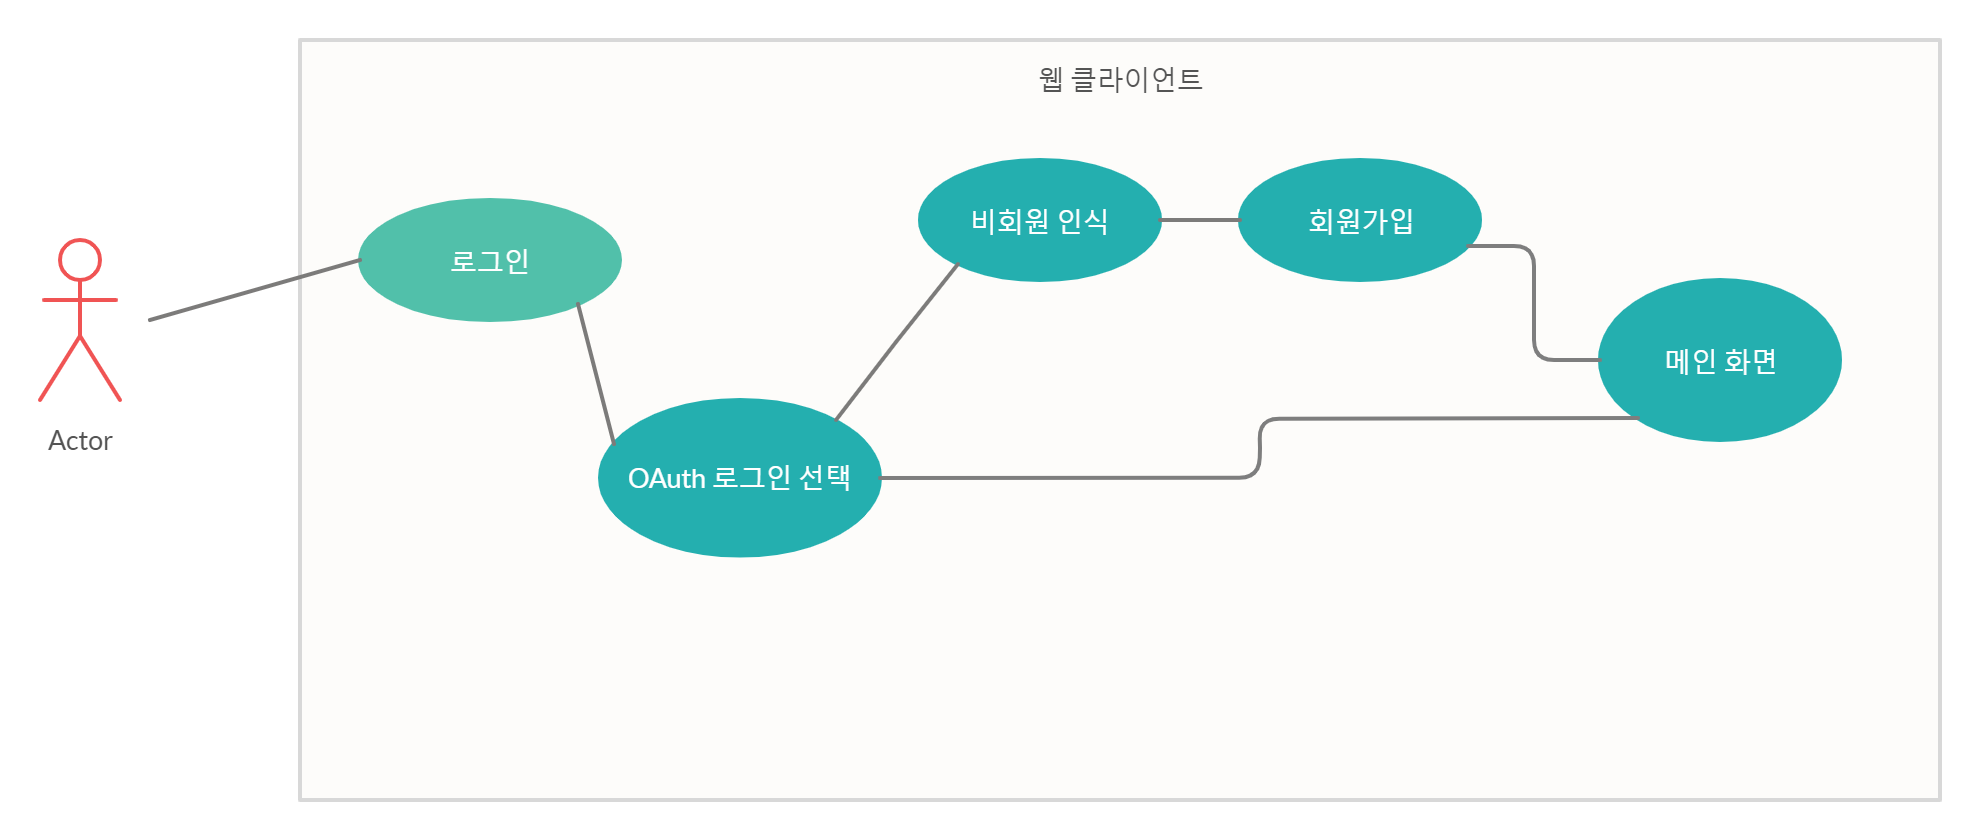 웹 클라이언트
비회원 인식
회원가입
로그인
메인 화면
Actor
OAuth 로그인 선택